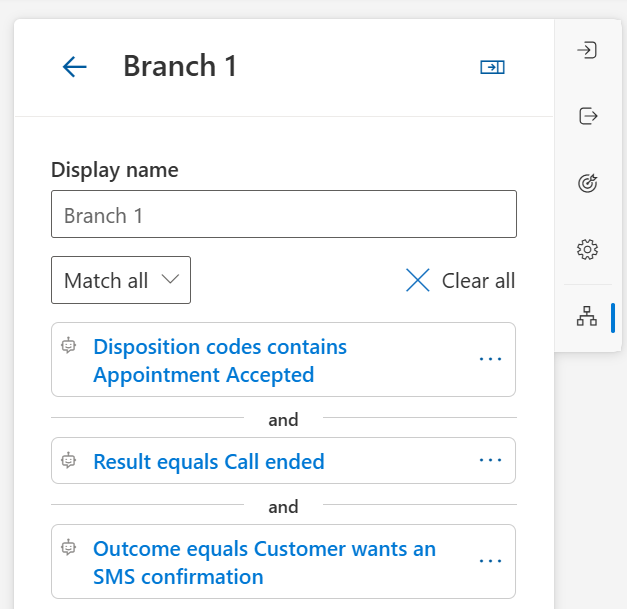 Branch 1
Display name
Branch 1
Match all
Clear all
Disposition codes contains
Appointment Accepted
and
Result equals Call ended
and
Outcome equals Customer wants an
SMS confirmation